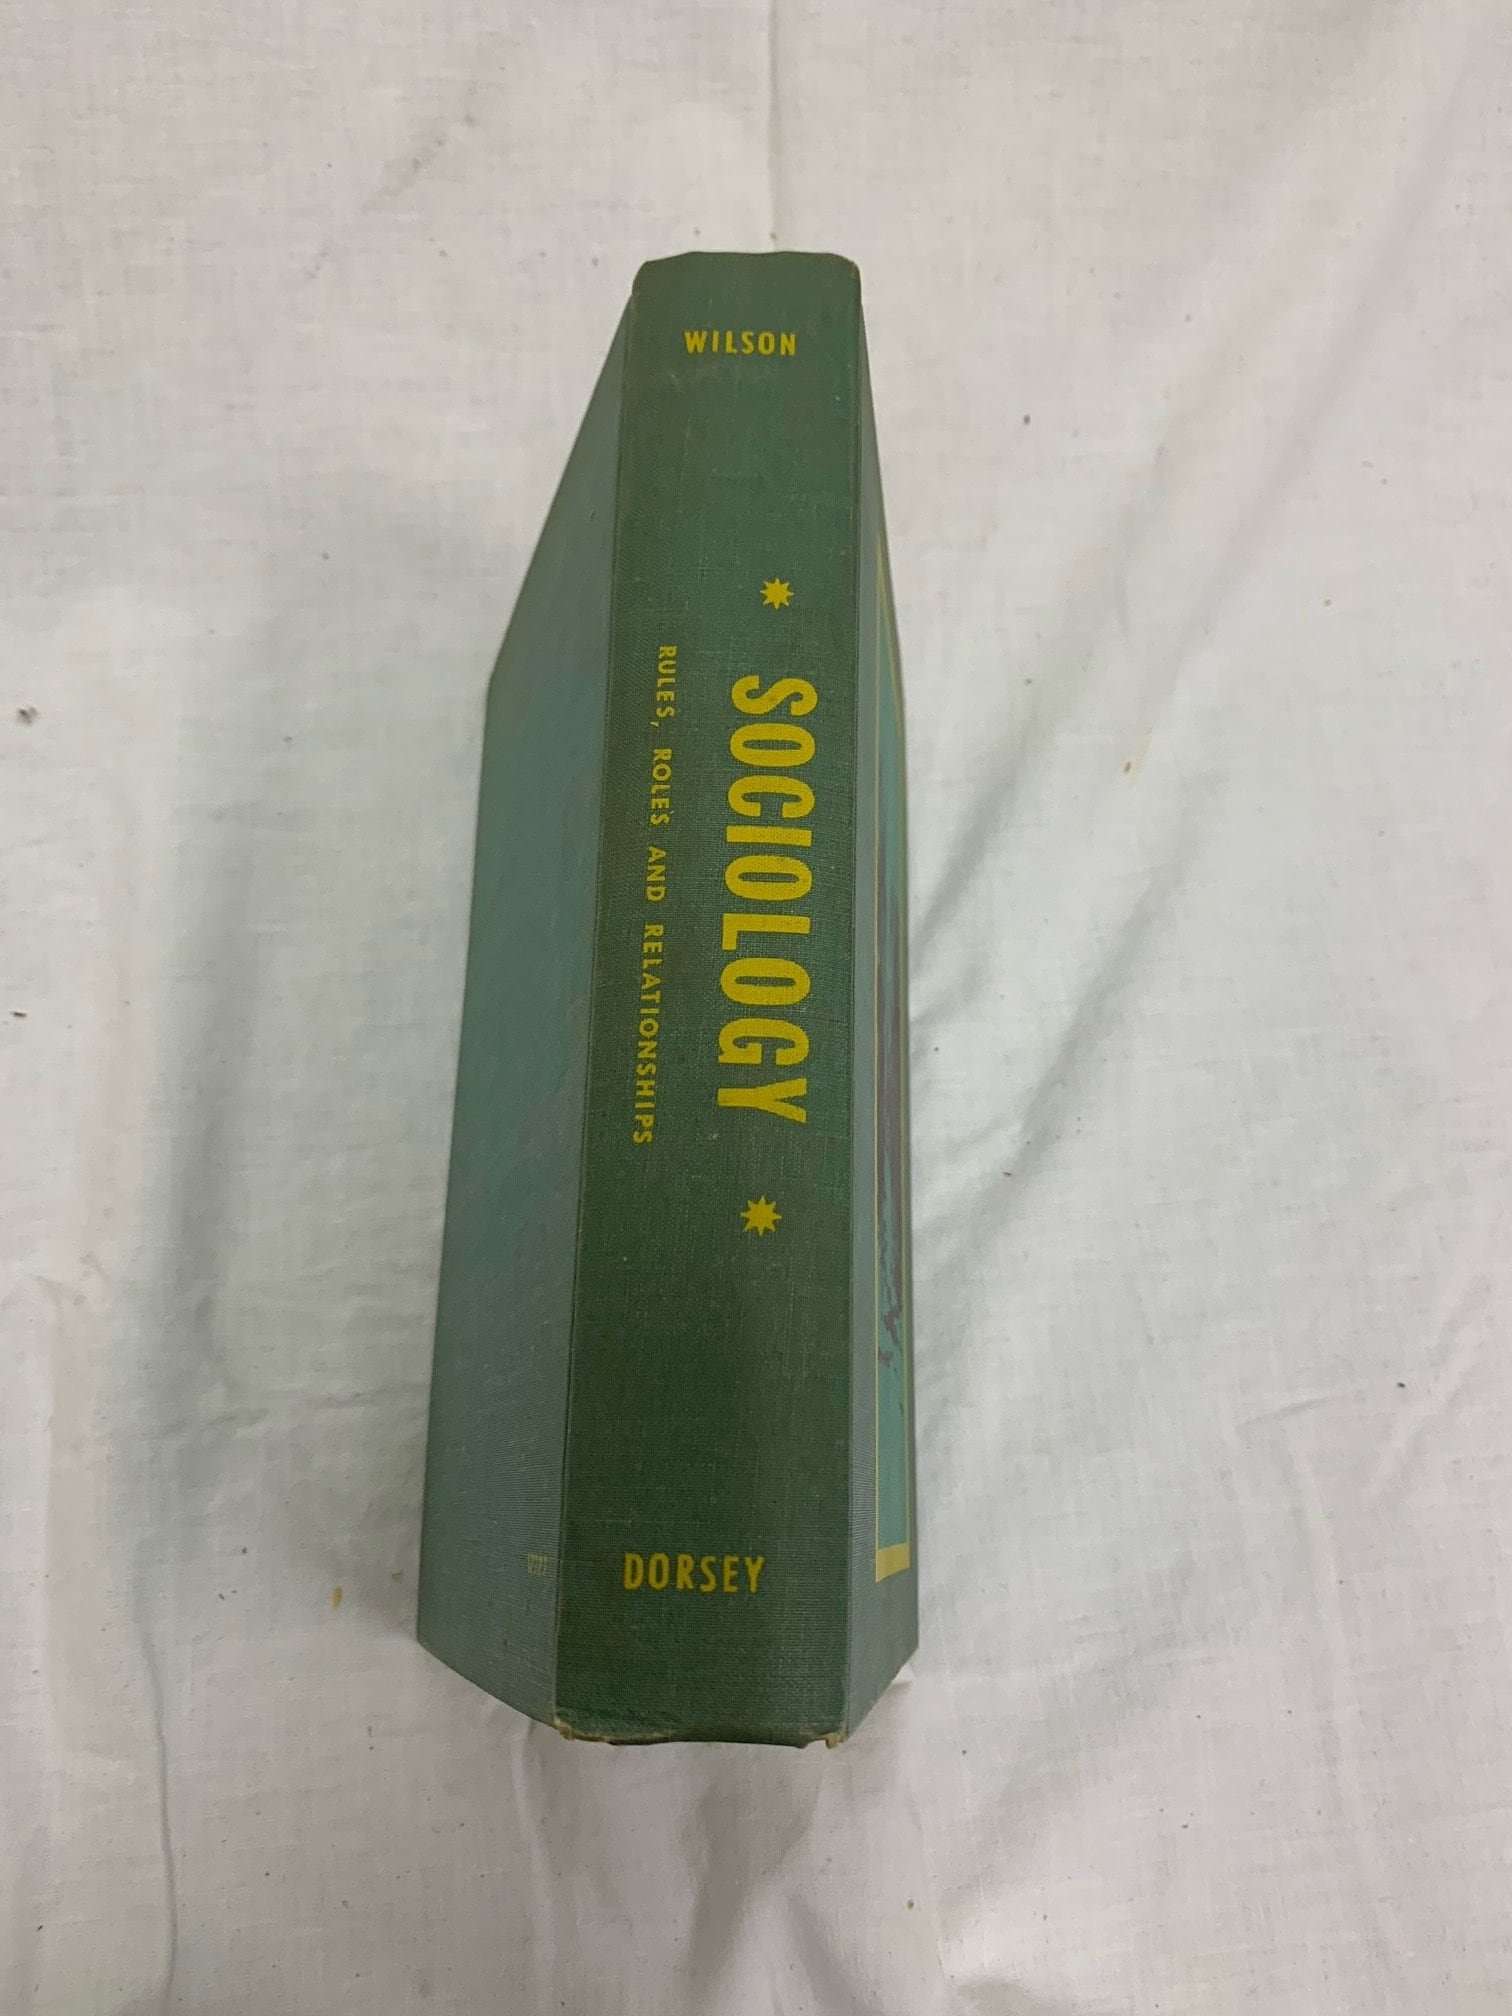 WILSON
SOCIOLOGY
RULES, ROLES AND RELATIONSHIPS
DORSEY